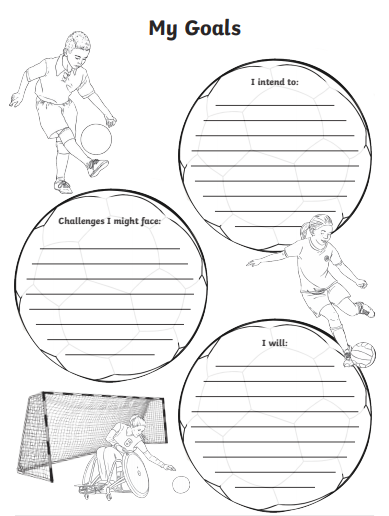 My Goals
I intend to:
Challenges I might face:
I will: